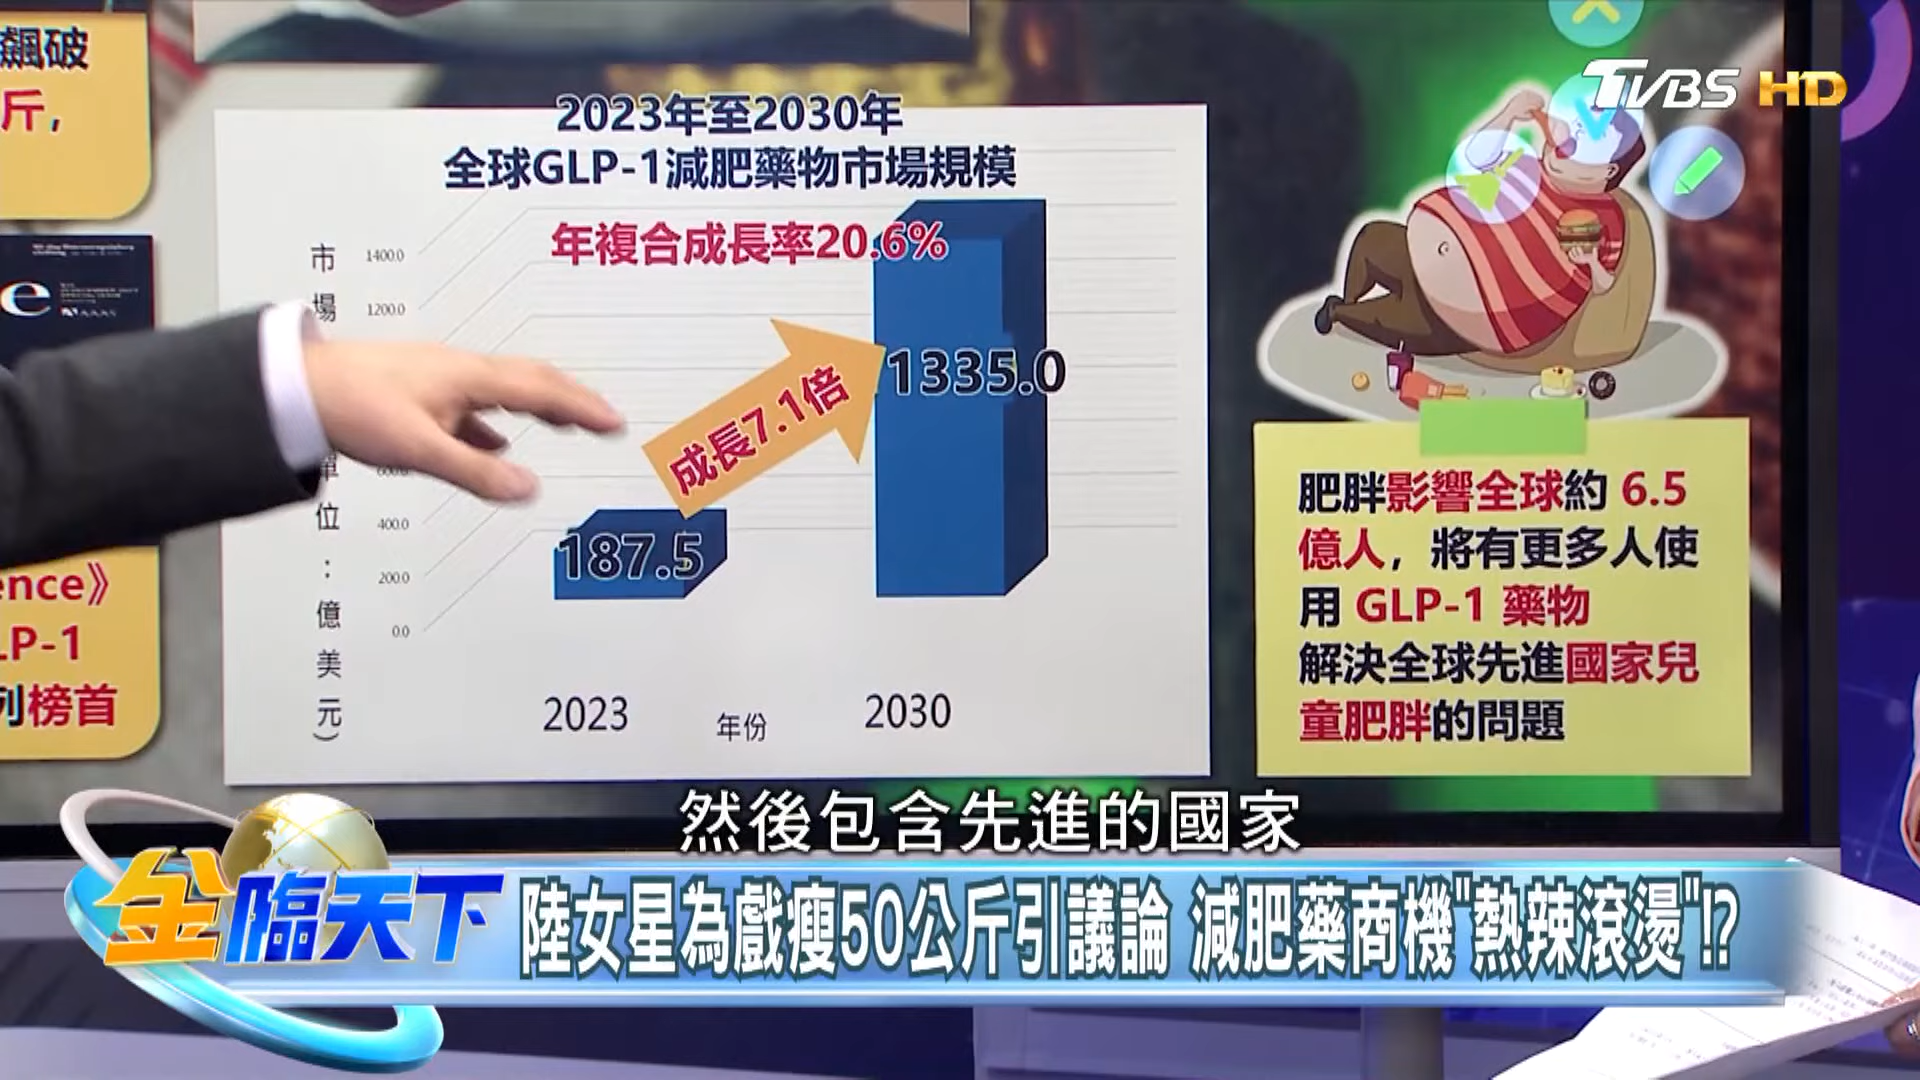 飆破
斤,
TVBS HD
2023年至2030年
全球GLP-1減肥藥物市場規模
年複合成長率20.6%
市場
單位:億美元)
1400.0
1200.0
400.0
200.0
0.0
1335.0
成長7.1倍
187.5
2023
年份
2030
e
ence》
LP-1
列榜首
肥胖影響全球約 6.5
億人,將有更多人使
用 GLP-1 藥物
解決全球先進國家兒
童肥胖的問題
然後包含先進的國家
金臨天下
陸女星為戲瘦50公斤引議論 減肥藥商機"熱辣滾燙"!?